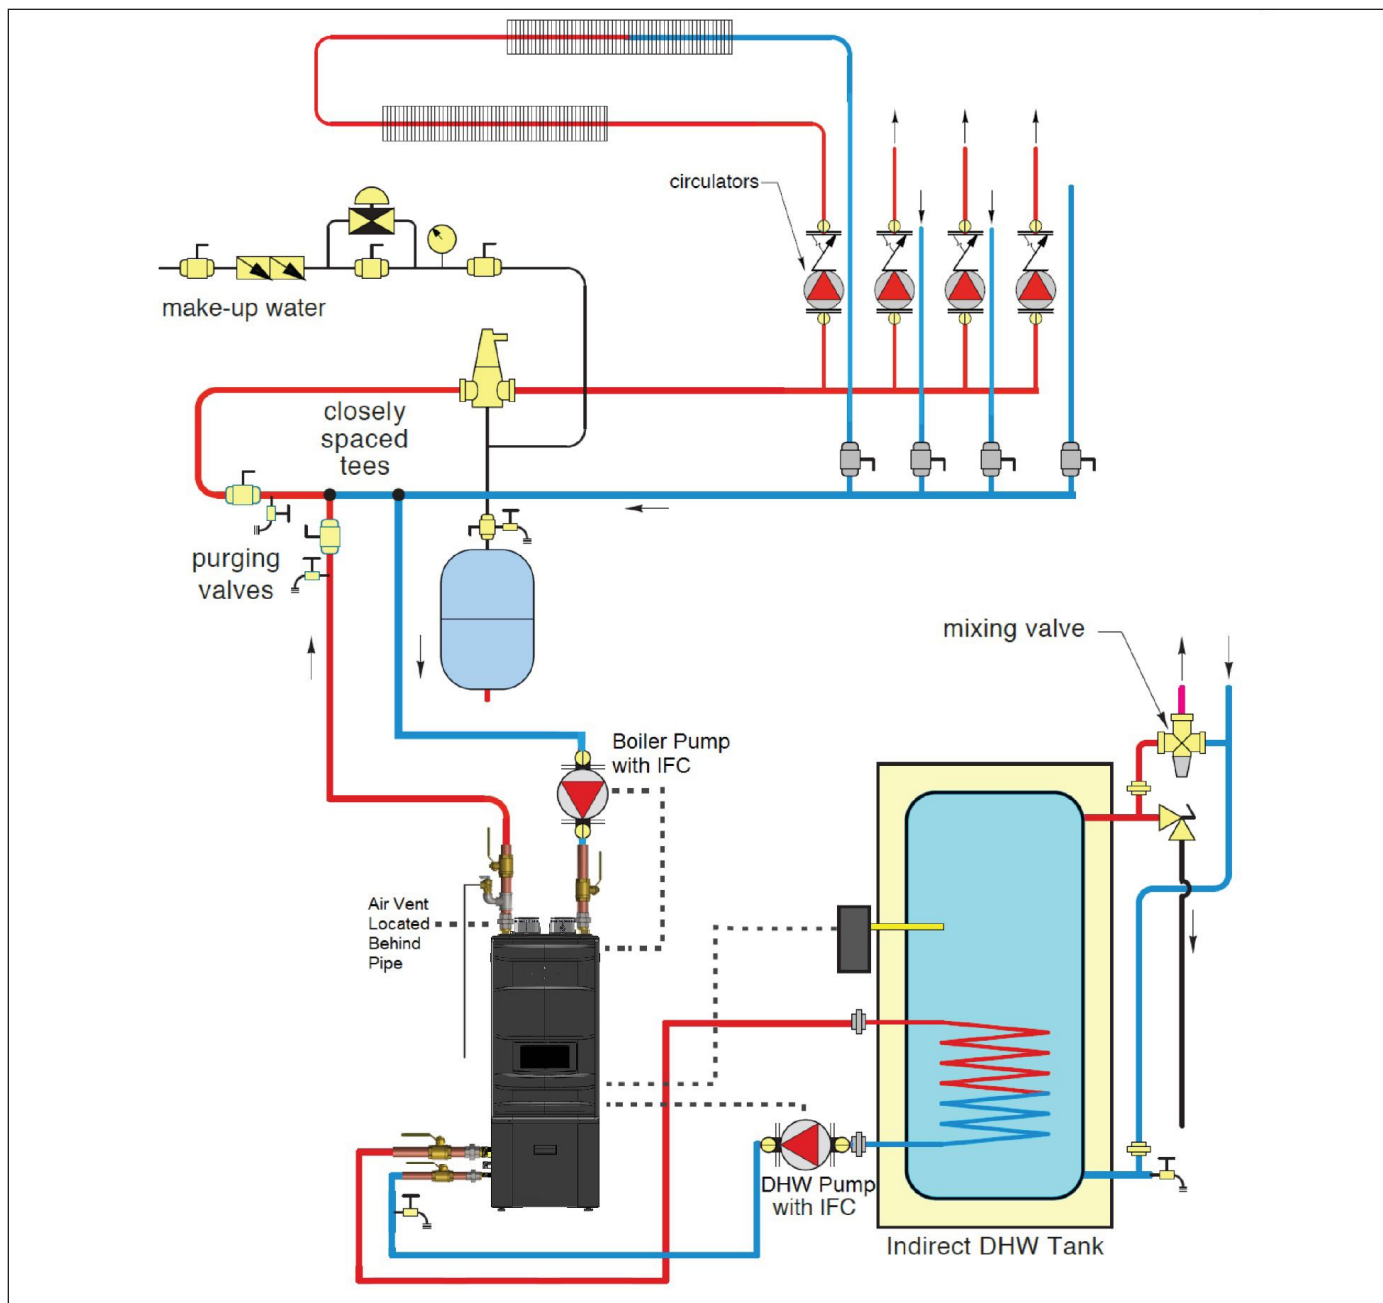 circulators
make-up water
closely
spaced
tees
purging
valves
mixing valve
Boiler Pump
with IFC
Air Vent
Located
Behind
Pipe
DHW Pump
with IFC
Indirect DHW Tank